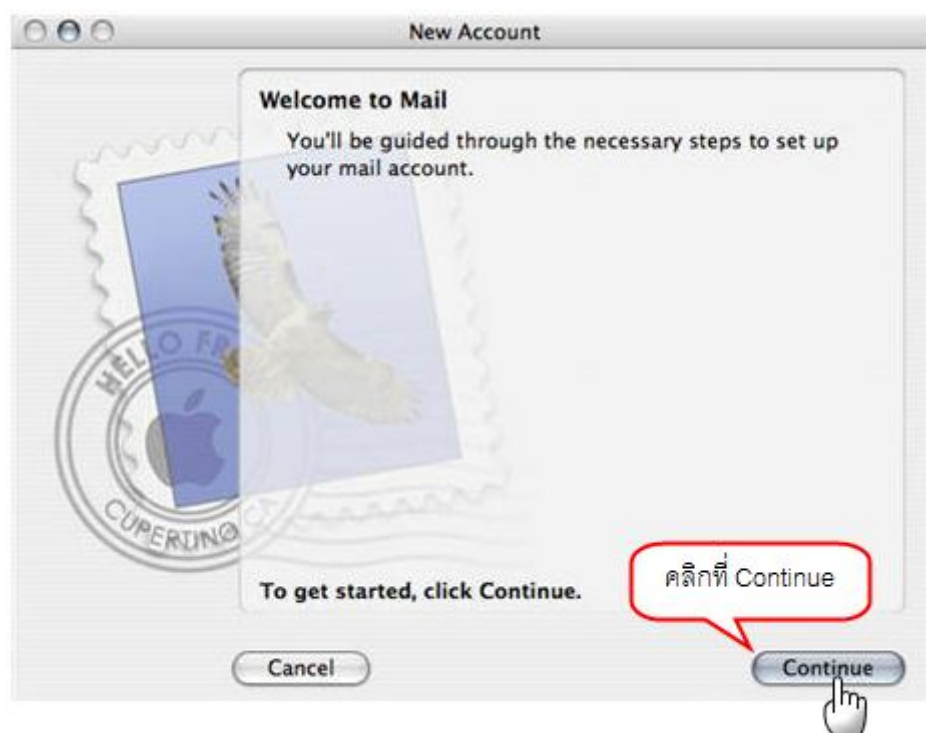 New Account
Welcome to Mail
You'll be guided through the necessary steps to set up
your mail account.
HELLO FR
CUPERTINO CA
To get started, click Continue.
คลิกที่ Continue
Cancel
Continue